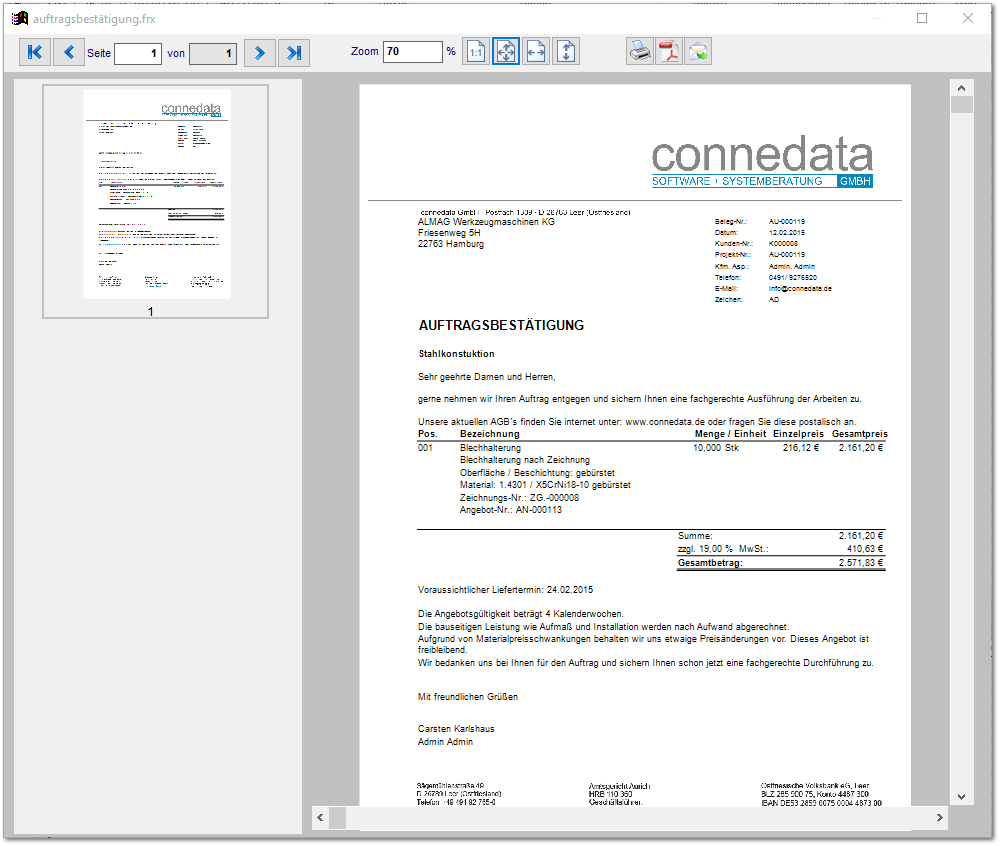 auftragsbestätigung.frx
Seite 1 von 1 Zoom 70 % 1:1
1
connedata
SOFTWARE + SYSTEMBERATUNG GMBH
connedata GmbH · Postfach 1309 · D 26763 Leer (Ostfriesland)
ALMAG Werkzeugmaschinen KG
Friesenweg 5H
22763 Hamburg
Beleg-Nr.: AU-000119
Datum: 12.02.2015
Kunden-Nr.: K000008
Projekt-Nr.: AU-000119
Kfm. Asp.: Admin, Admin
Telefon: 0491/ 9276520
E-Mail: info@connedata.de
Zeichen: AD
AUFTRAGSBESTÄTIGUNG
Stahlkonstuktion
Sehr geehrte Damen und Herren,
gerne nehmen wir Ihren Auftrag entgegen und sichern Ihnen eine fachgerechte Ausführung der Arbeiten zu.
Unsere aktuellen AGB´s finden Sie internet unter: www.connedata.de oder fragen Sie diese postalisch an.
Pos. Bezeichnung Menge / Einheit Einzelpreis Gesamtpreis
001 Blechhalterung 10,000 Stk 216,12 € 2.161,20 €
Blechhalterung nach Zeichnung
Oberfläche / Beschichtung: gebürstet
Material: 1.4301 / X5CrNi18-10 gebürstet
Zeichnungs-Nr.: ZG.-000008
Angebot-Nr.: AN-000113
Summe: 2.161,20 €
zzgl. 19,00 % MwSt.: 410,63 €
Gesamtbetrag: 2.571,83 €
Voraussichtlicher Liefertermin: 24.02.2015
Die Angebotsgültigkeit beträgt 4 Kalenderwochen.
Die bauseitigen Leistung wie Aufmaß und Installation werden nach Aufwand abgerechnet.
Aufgrund von Materialpreisschwankungen behalten wir uns etwaige Preisänderungen vor. Dieses Angebot ist
freibleibend.
Wir bedanken uns bei Ihnen für den Auftrag und sichern Ihnen schon jetzt eine fachgerechte Durchführung zu.
Mit freundlichen Grüßen
Carsten Karlshaus
Admin Admin
Sägemühlenstraße 49
D 26789 Leer (Ostfriesland)
Telefon +49 491 92 765-0
Amtsgericht Aurich
HRB 110 360
Geschäftsführer:
Ostfriesische Volksbank eG, Leer
BLZ 285 900 75, Konto 4487 300
IBAN DE53 2859 0075 0004 4873 00